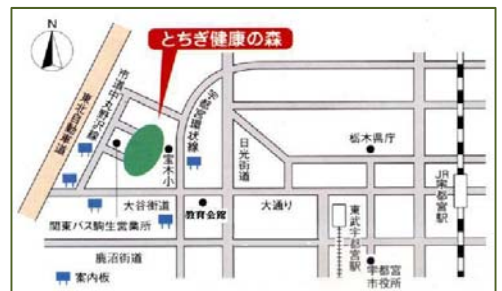 とちぎ健康の森
N
東北自動車道
市道中丸野沢線
宇都宮環状線
宝木小
日光街道
栃木県庁
JR宇都宮駅
大谷街道
教育会館
大通り
東武宇都宮駅
関東バス駒生営業所
鹿沼街道
宇都宮
市役所
案内板